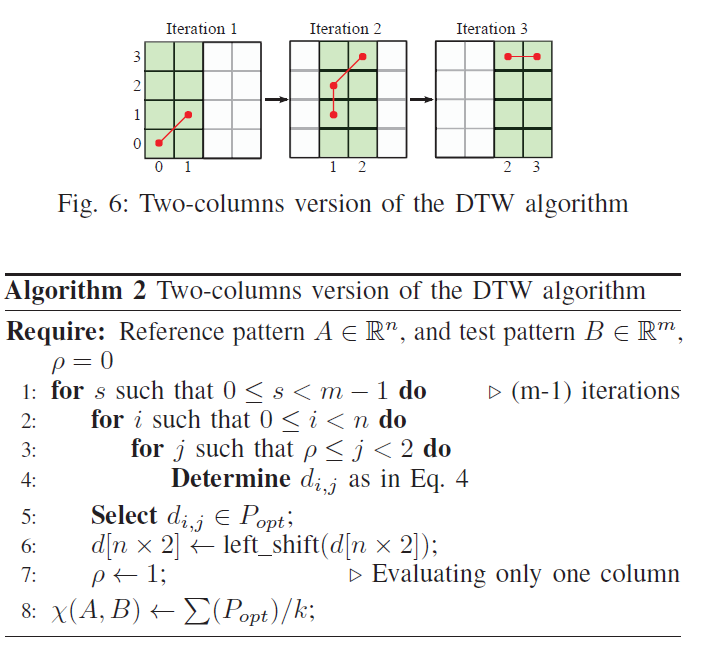 Iteration 1 Iteration 2 Iteration 3
3
2
1
0
0 1 1 2 2 3
Fig. 6: Two-columns version of the DTW algorithm
Algorithm 2 Two-columns version of the DTW algorithm
Require: Reference pattern A ∈ ℝⁿ, and test pattern B ∈ ℝᵐ,
ρ = 0
1: for s such that 0 ≤ s < m − 1 do ▷ (m-1) iterations
2: for i such that 0 ≤ i < n do
3: for j such that ρ ≤ j < 2 do
4: Determine d_{i,j} as in Eq. 4
5: Select d_{i,j} ∈ P_{opt};
6: d[n × 2] ← left_shift(d[n × 2]);
7: ρ ← 1; ▷ Evaluating only one column
8: χ(A, B) ← ∑(P_{opt})/k;